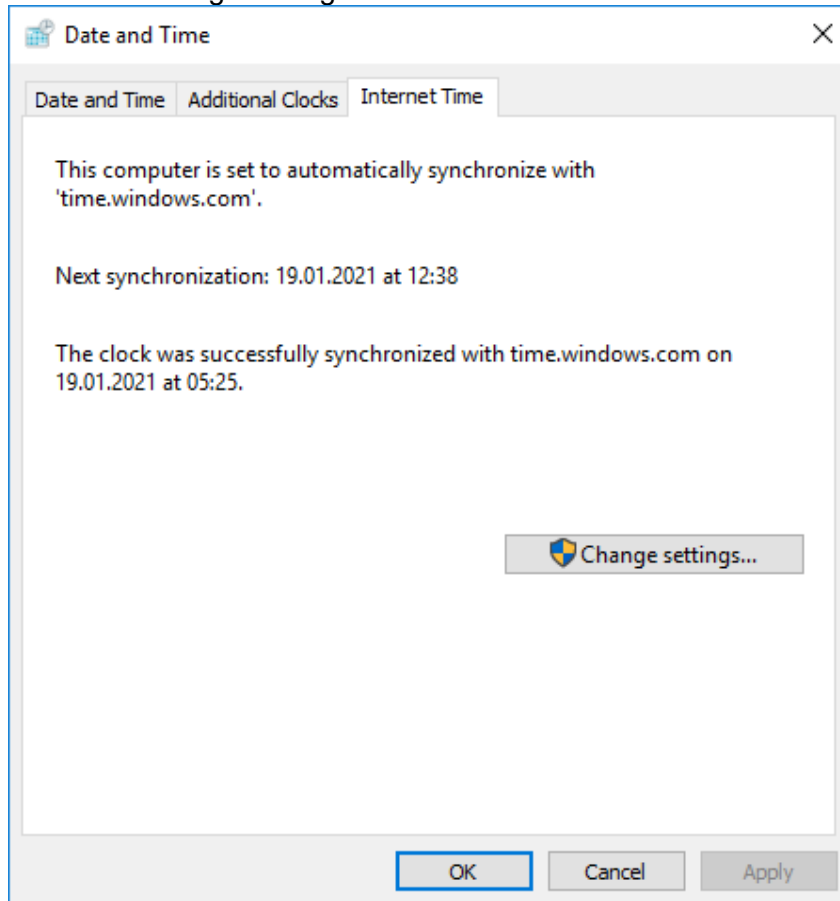 Date and Time
Date and Time Additional Clocks Internet Time
This computer is set to automatically synchronize with
'time.windows.com'.
Next synchronization: 19.01.2021 at 12:38
The clock was successfully synchronized with time.windows.com on
19.01.2021 at 05:25.
Change settings...
OK Cancel Apply